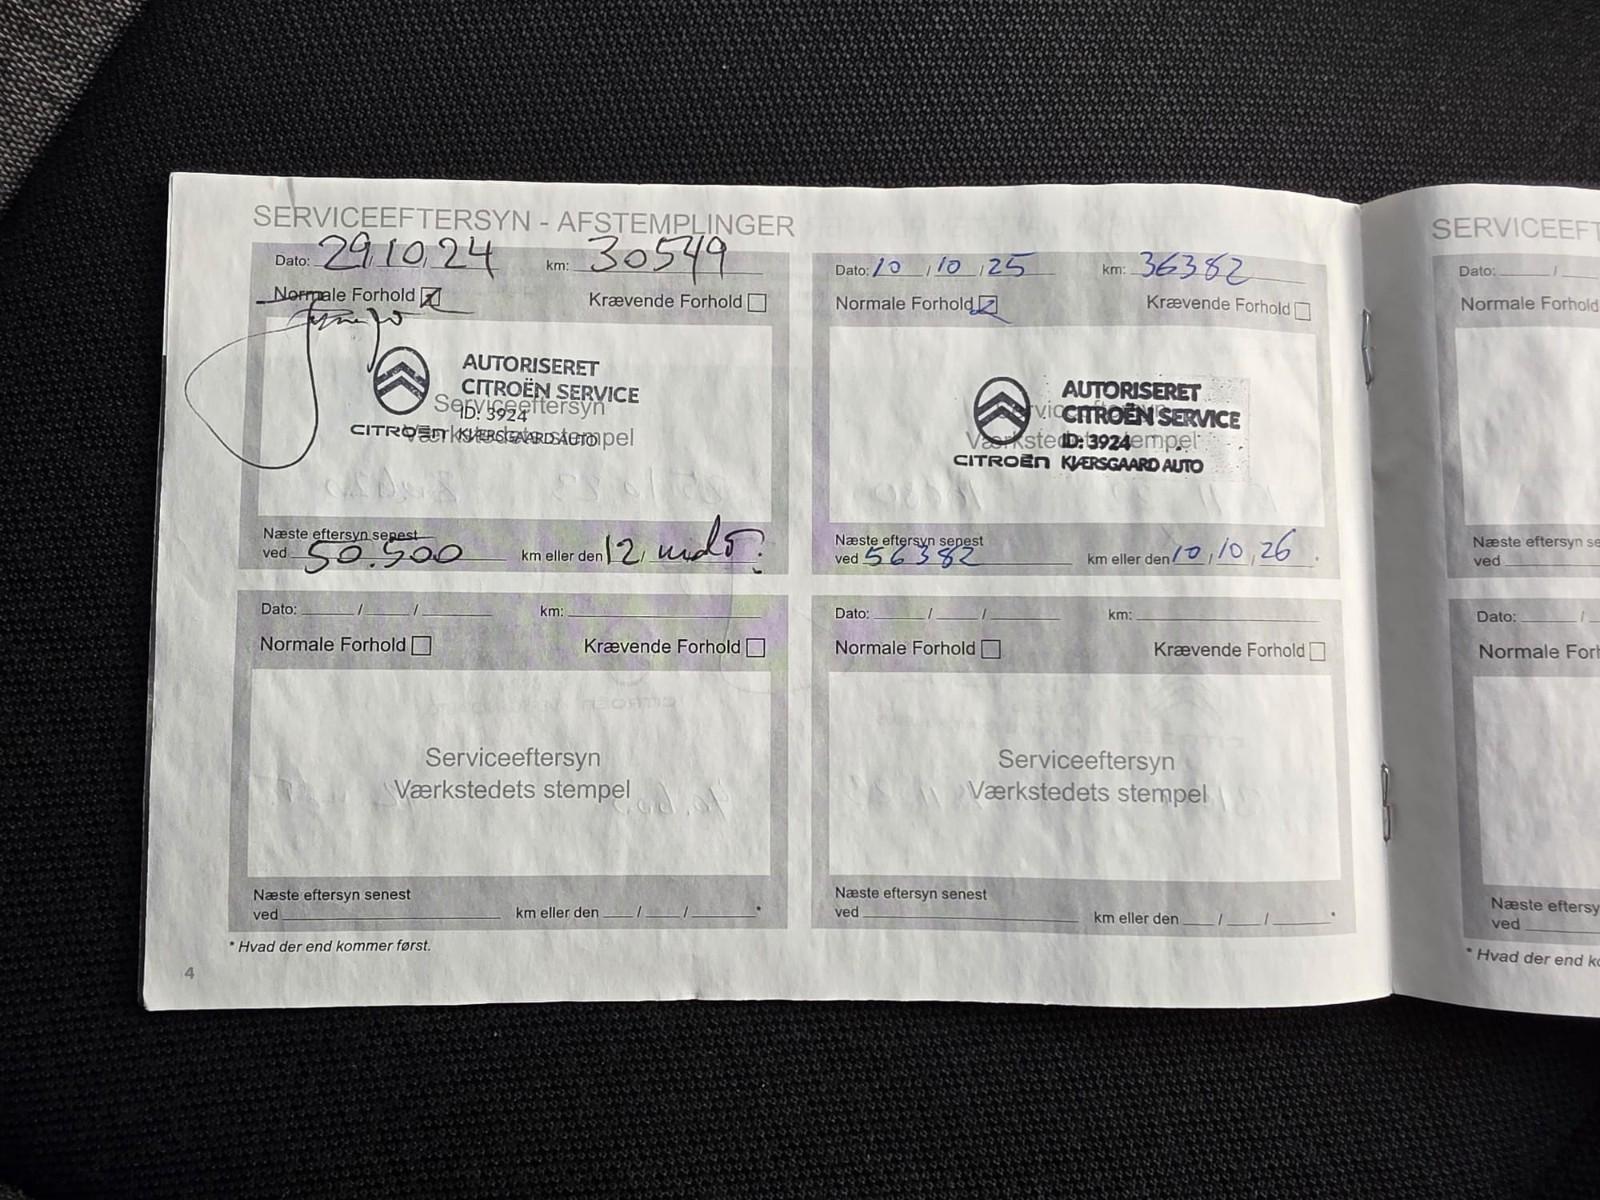 SERVICEEFTERSYN - AFSTEMPLINGER
Dato: 29/10/24 km: 30549
Normale Forhold Krævende Forhold
AUTORISERET
CITROËN SERVICE
Serviceeftersyn
ID: 3924
Værkstedets stempel
CITROËN KJÆRSGAARD AUTO
Næste eftersyn senest
ved 50.500 km eller den 12/ mdr
Dato: 10/10/25 km: 36382
Normale Forhold Krævende Forhold
AUTORISERET
Serviceeftersyn
CITROËN SERVICE
Værkstedets stempel
ID: 3924
CITROËN KJÆRSGAARD AUTO
Næste eftersyn senest
ved 56382 km eller den 10/10/26 *
Dato: / / km:
Normale Forhold Krævende Forhold
Serviceeftersyn
Værkstedets stempel
Næste eftersyn senest
ved km eller den / / *
Dato: / / km:
Normale Forhold Krævende Forhold
Serviceeftersyn
Værkstedets stempel
Næste eftersyn senest
ved km eller den / / *
* Hvad der end kommer først.
4
SERVICEEFT
Dato: /
Normale Forhold
Næste eftersyn se
ved
Dato: /
Normale Forh
Næste eftersy
ved
* Hvad der end ko